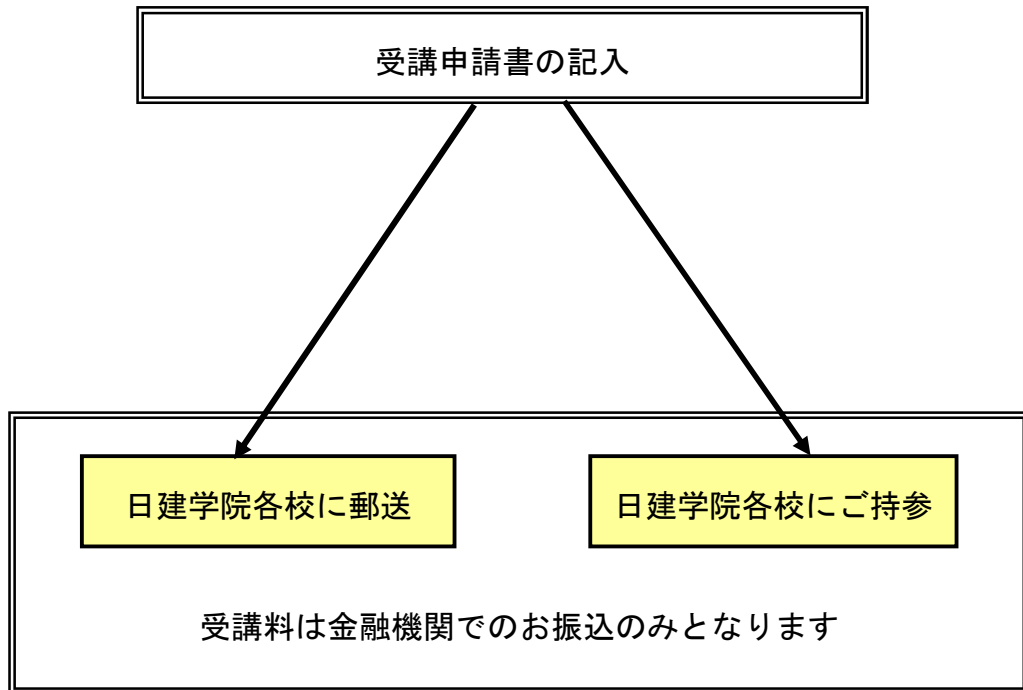 受講申請書の記入
日建学院各校に郵送
日建学院各校にご持参
受講料は金融機関でのお振込のみとなります